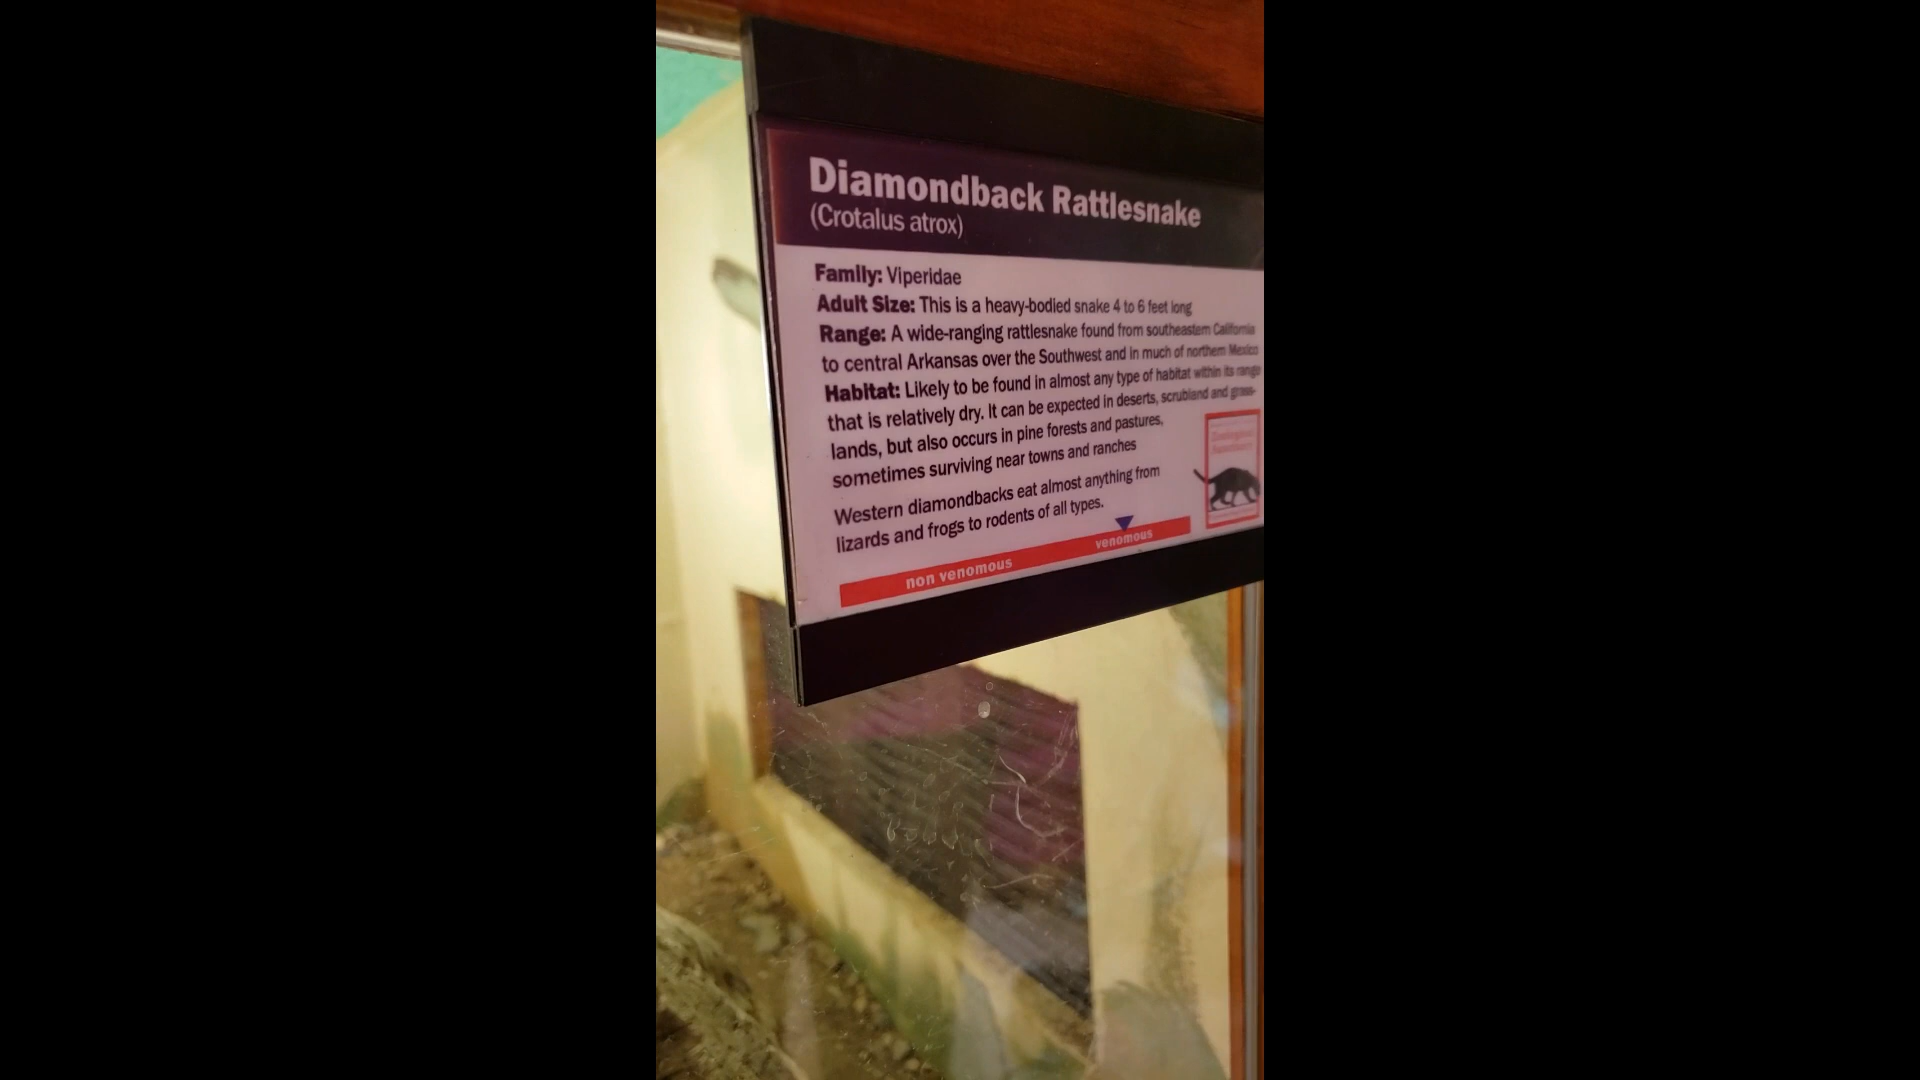 Diamondback Rattlesnake
(Crotalus atrox)
Family: Viperidae
Adult Size: This is a heavy-bodied snake 4 to 6 feet long
Range: A wide-ranging rattlesnake found from southeastern California
to central Arkansas over the Southwest and in much of northern Mexico
Habitat: Likely to be found in almost any type of habitat within its range
that is relatively dry. It can be expected in deserts, scrubland and grass-
lands, but also occurs in pine forests and pastures,
sometimes surviving near towns and ranches
Western diamondbacks eat almost anything from
lizards and frogs to rodents of all types.
non venomous venomous